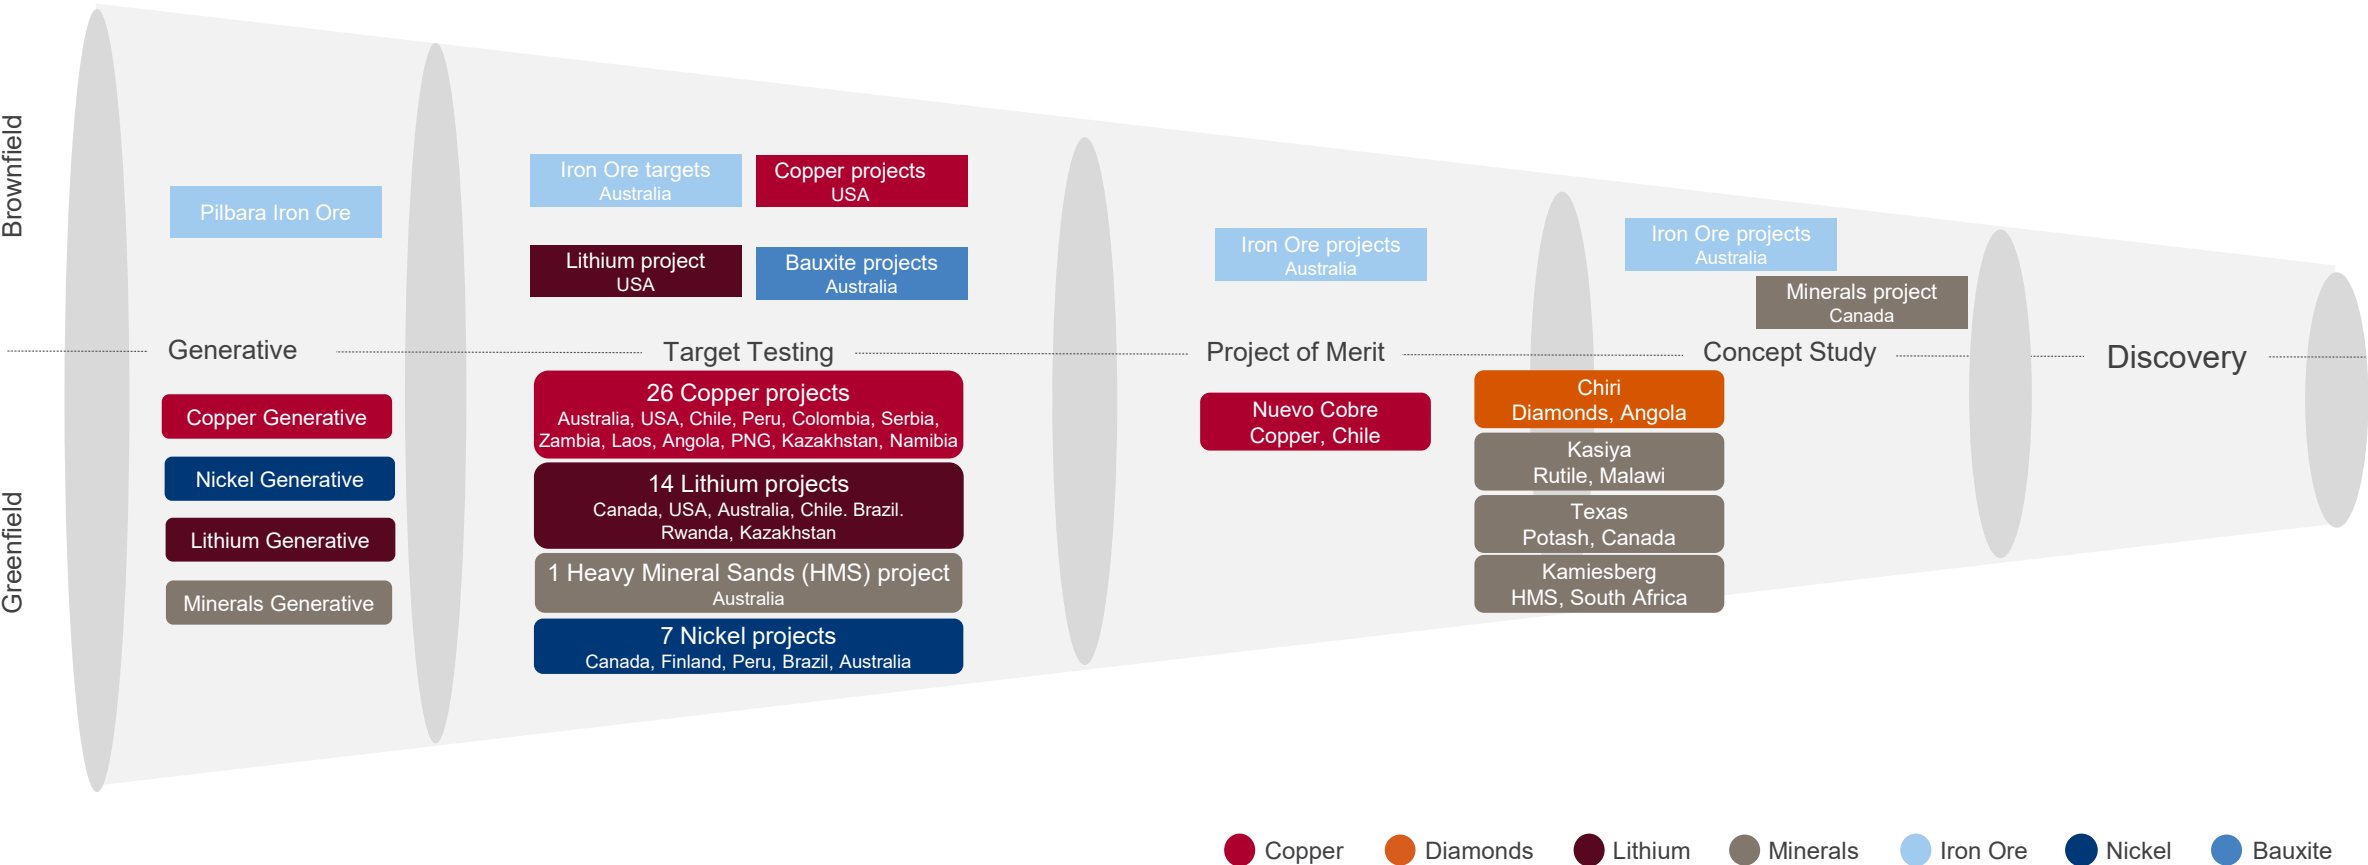 Brownfield
Pilbara Iron Ore
Iron Ore targets
Australia
Copper projects
USA
Lithium project
USA
Bauxite projects
Australia
Iron Ore projects
Australia
Iron Ore projects
Australia
Minerals project
Canada
Generative
Target Testing
Project of Merit
Concept Study
Discovery
Greenfield
Copper Generative
Nickel Generative
Lithium Generative
Minerals Generative
26 Copper projects
Australia, USA, Chile, Peru, Colombia, Serbia,
Zambia, Laos, Angola, PNG, Kazakhstan, Namibia
14 Lithium projects
Canada, USA, Australia, Chile. Brazil.
Rwanda, Kazakhstan
1 Heavy Mineral Sands (HMS) project
Australia
7 Nickel projects
Canada, Finland, Peru, Brazil, Australia
Nuevo Cobre
Copper, Chile
Chiri
Diamonds, Angola
Kasiya
Rutile, Malawi
Texas
Potash, Canada
Kamiesberg
HMS, South Africa
Copper
Diamonds
Lithium
Minerals
Iron Ore
Nickel
Bauxite